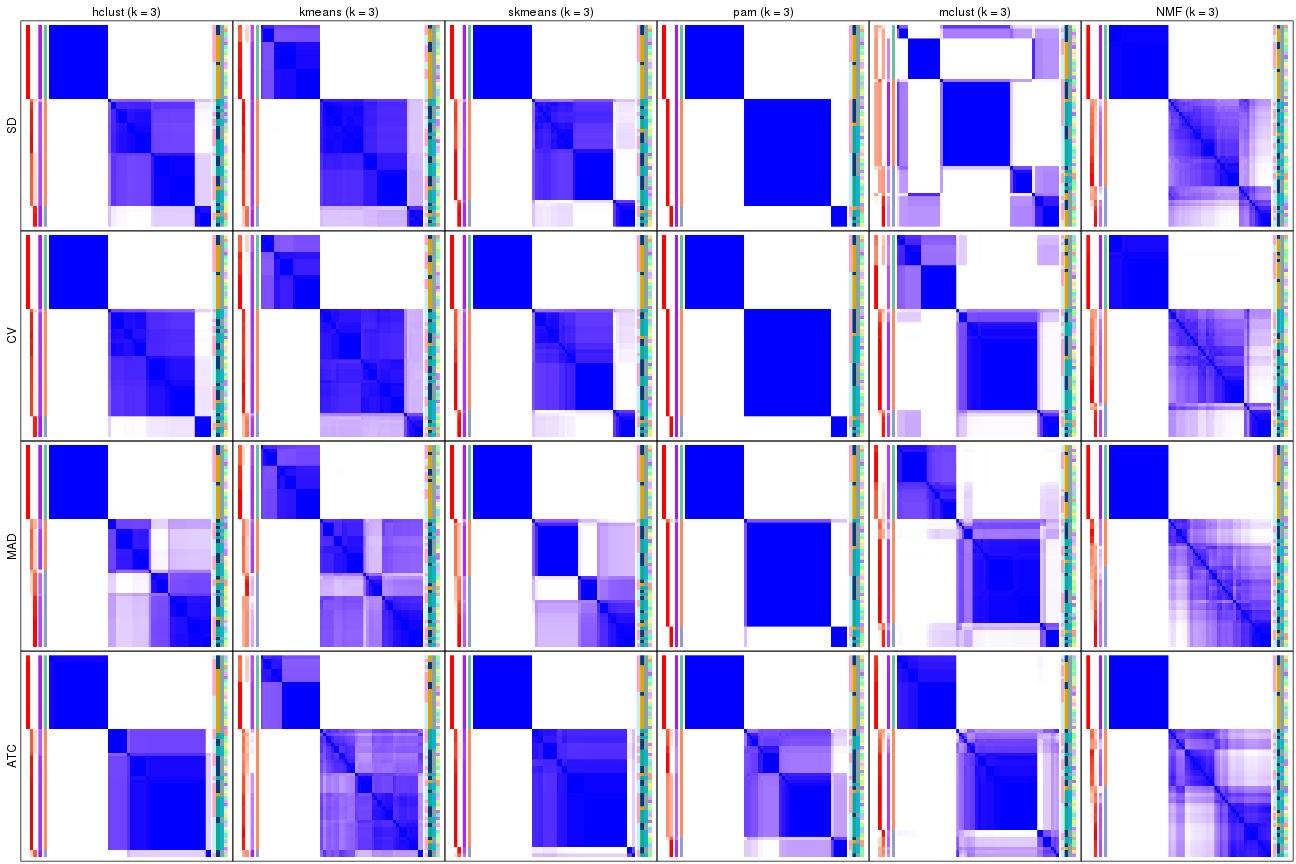 hclust (k = 3) kmeans (k = 3) skmeans (k = 3) pam (k = 3) mclust (k = 3) NMF (k = 3)
SD
CV
MAD
ATC